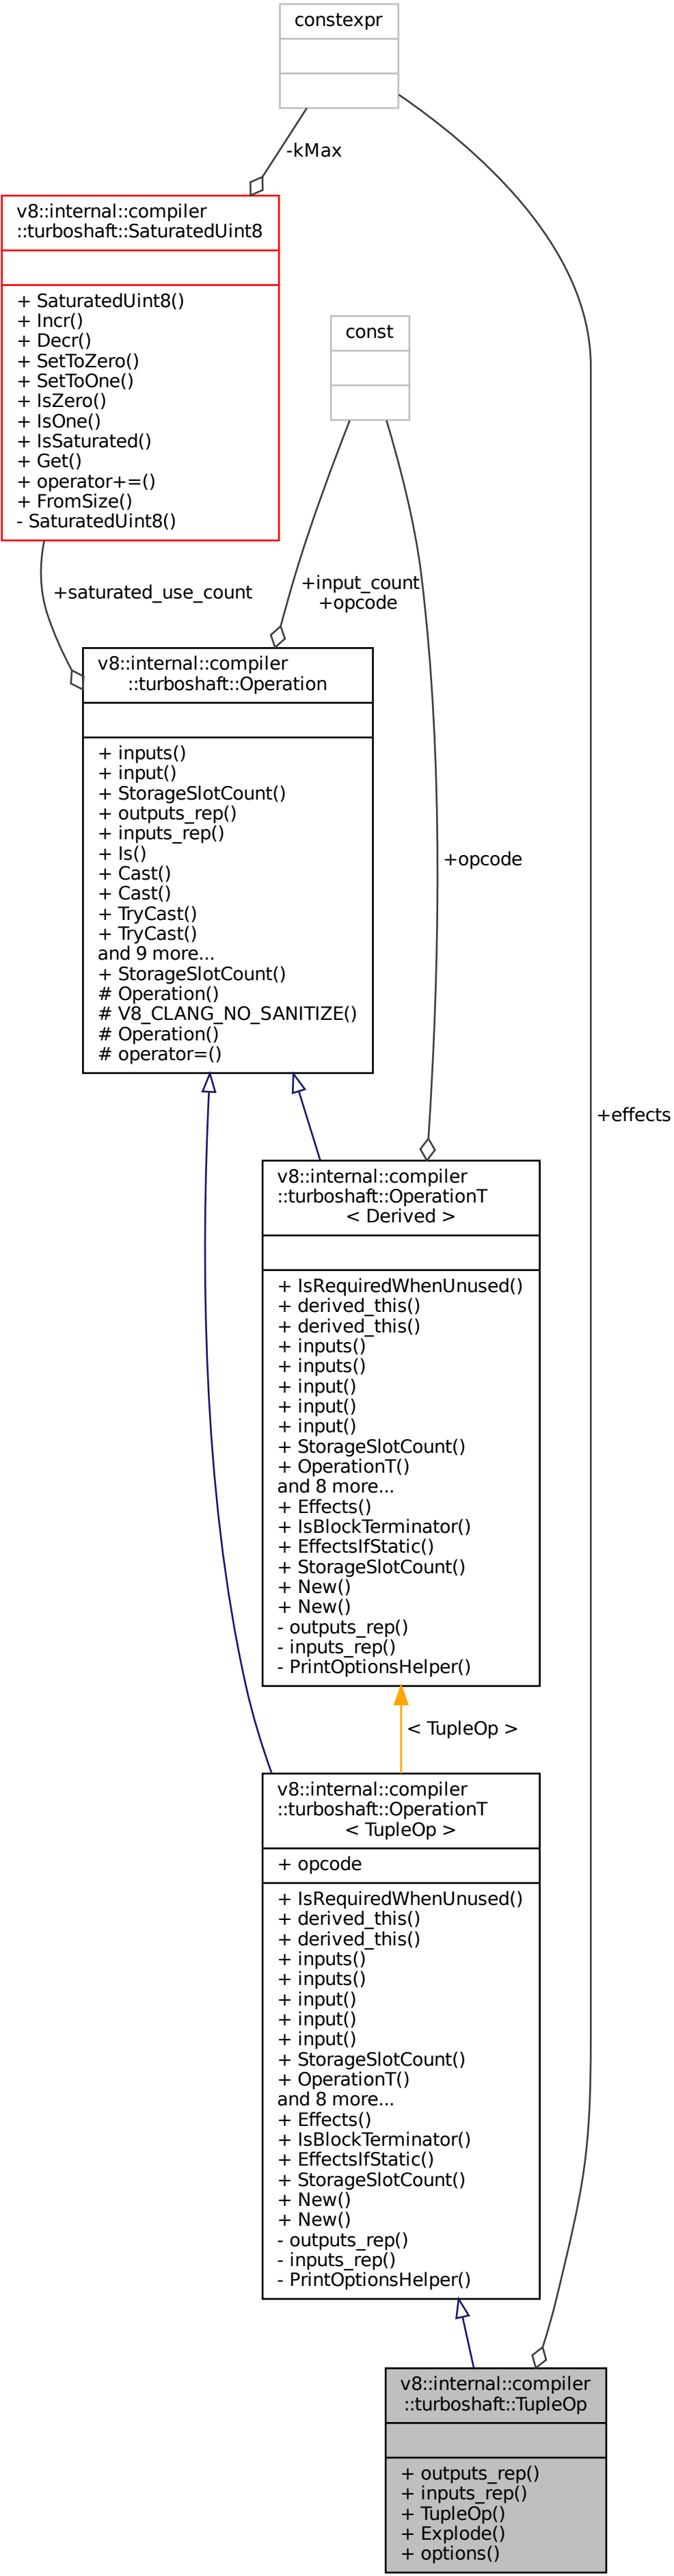 constexpr
-kMax
v8::internal::compiler
::turboshaft::SaturatedUint8
+ SaturatedUint8()
+ Incr()
+ Decr()
+ SetToZero()
+ SetToOne()
+ IsZero()
+ IsOne()
+ IsSaturated()
+ Get()
+ operator+=()
+ FromSize()
- SaturatedUint8()
const
+saturated_use_count
+input_count
+opcode
v8::internal::compiler
::turboshaft::Operation
+ inputs()
+ input()
+ StorageSlotCount()
+ outputs_rep()
+ inputs_rep()
+ Is()
+ Cast()
+ Cast()
+ TryCast()
+ TryCast()
and 9 more...
+ StorageSlotCount()
# Operation()
# V8_CLANG_NO_SANITIZE()
# Operation()
# operator=()
+opcode
+effects
v8::internal::compiler
::turboshaft::OperationT
< Derived >
+ IsRequiredWhenUnused()
+ derived_this()
+ derived_this()
+ inputs()
+ inputs()
+ input()
+ input()
+ input()
+ StorageSlotCount()
+ OperationT()
and 8 more...
+ Effects()
+ IsBlockTerminator()
+ EffectsIfStatic()
+ StorageSlotCount()
+ New()
+ New()
- outputs_rep()
- inputs_rep()
- PrintOptionsHelper()
< TupleOp >
v8::internal::compiler
::turboshaft::OperationT
< TupleOp >
+ opcode
+ IsRequiredWhenUnused()
+ derived_this()
+ derived_this()
+ inputs()
+ inputs()
+ input()
+ input()
+ input()
+ StorageSlotCount()
+ OperationT()
and 8 more...
+ Effects()
+ IsBlockTerminator()
+ EffectsIfStatic()
+ StorageSlotCount()
+ New()
+ New()
- outputs_rep()
- inputs_rep()
- PrintOptionsHelper()
v8::internal::compiler
::turboshaft::TupleOp
+ outputs_rep()
+ inputs_rep()
+ TupleOp()
+ Explode()
+ options()